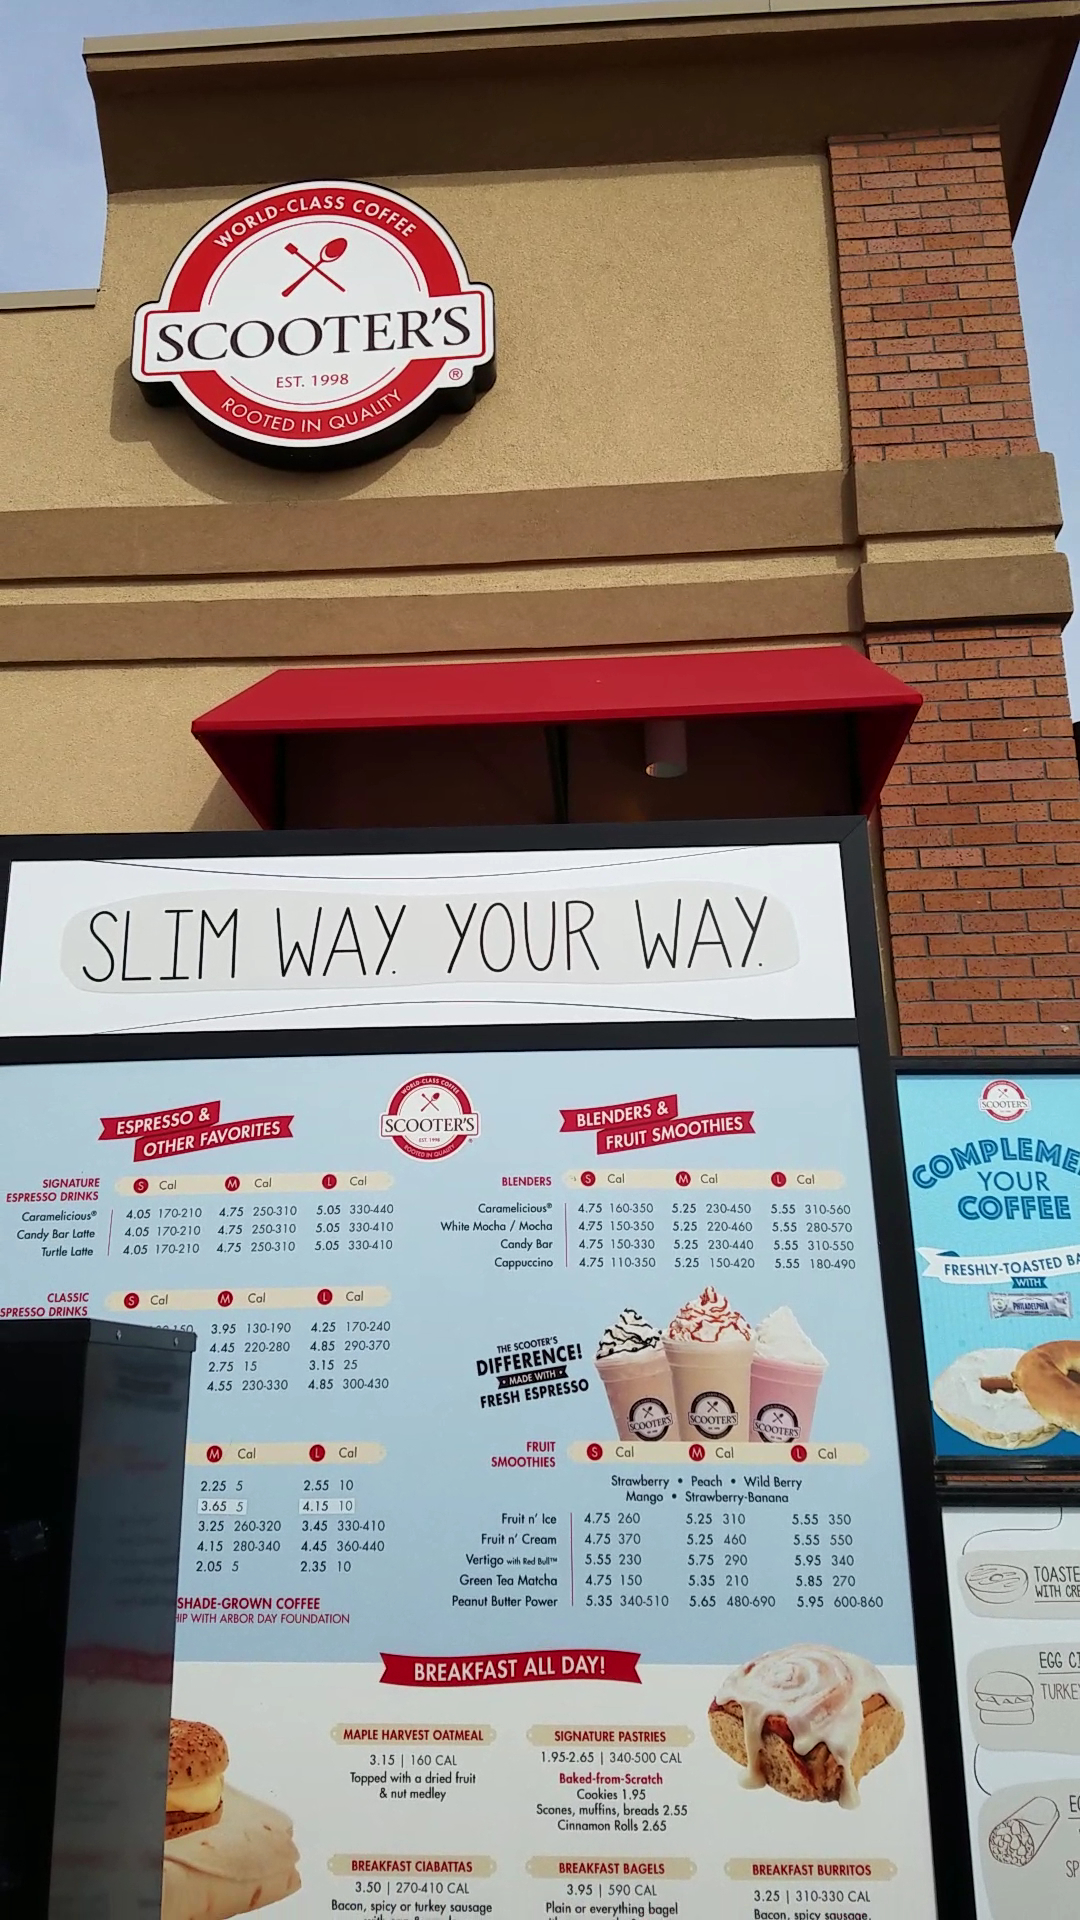 WORLD-CLASS COFFEE
SCOOTER'S
EST. 1998
®
ROOTED IN QUALITY
SLIM WAY. YOUR WAY.
WORLD-CLASS COFFEE
SCOOTER'S
EST. 1998
ROOTED IN QUALITY
ESPRESSO &
OTHER FAVORITES
SIGNATURE
ESPRESSO DRINKS
S Cal M Cal L Cal
Caramelicious® 4.05 170-210 4.75 250-310 5.05 330-440
Candy Bar Latte 4.05 170-210 4.75 250-310 5.05 330-410
Turtle Latte 4.05 170-210 4.75 250-310 5.05 330-410
CLASSIC
SPRESSO DRINKS
S Cal M Cal L Cal
3.95 130-190 4.25 170-240
4.45 220-280 4.85 290-370
2.75 15 3.15 25
4.55 230-330 4.85 300-430
M Cal L Cal
2.25 5 2.55 10
3.65 5 4.15 10
3.25 260-320 3.45 330-410
4.15 280-340 4.45 360-440
2.05 5 2.35 10
SHADE-GROWN COFFEE
HIP WITH ARBOR DAY FOUNDATION
BLENDERS &
FRUIT SMOOTHIES
BLENDERS S Cal M Cal L Cal
Caramelicious® 4.75 160-350 5.25 230-450 5.55 310-560
White Mocha / Mocha 4.75 150-350 5.25 220-460 5.55 280-570
Candy Bar 4.75 150-330 5.25 230-440 5.55 310-550
Cappuccino 4.75 110-350 5.25 150-420 5.55 180-490
THE SCOOTER'S
DIFFERENCE!
• MADE WITH •
FRESH ESPRESSO
SCOOTER'S
SCOOTER'S
SCOOTER'S
FRUIT
SMOOTHIES
S Cal M Cal L Cal
Strawberry • Peach • Wild Berry
Mango • Strawberry-Banana
Fruit n' Ice 4.75 260 5.25 310 5.55 350
Fruit n' Cream 4.75 370 5.25 460 5.55 550
Vertigo with Red Bull™ 5.55 230 5.75 290 5.95 340
Green Tea Matcha 4.75 150 5.35 210 5.85 270
Peanut Butter Power 5.35 340-510 5.65 480-690 5.95 600-860
BREAKFAST ALL DAY!
MAPLE HARVEST OATMEAL
3.15 | 160 CAL
Topped with a dried fruit
& nut medley
SIGNATURE PASTRIES
1.95-2.65 | 340-500 CAL
Baked-from-Scratch
Cookies 1.95
Scones, muffins, breads 2.55
Cinnamon Rolls 2.65
BREAKFAST CIABATTAS
3.50 | 270-410 CAL
Bacon, spicy or turkey sausage
BREAKFAST BAGELS
3.95 | 590 CAL
Plain or everything bagel
BREAKFAST BURRITOS
3.25 | 310-330 CAL
Bacon, spicy sausage,
SCOOTER'S
COMPLEME
YOUR
COFFEE
FRESHLY-TOASTED BA
WITH
PHILADELPHIA
TOASTE
WITH CRE
EGG CI
TURKE
EG
SP